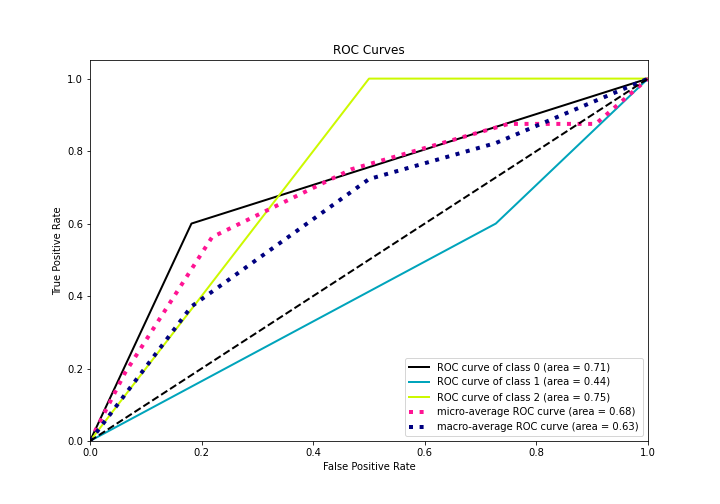 ROC Curves
True Positive Rate
1.0
0.8
0.6
0.4
0.2
0.0
0.0 0.2 0.4 0.6 0.8 1.0
False Positive Rate
ROC curve of class 0 (area = 0.71)
ROC curve of class 1 (area = 0.44)
ROC curve of class 2 (area = 0.75)
micro-average ROC curve (area = 0.68)
macro-average ROC curve (area = 0.63)